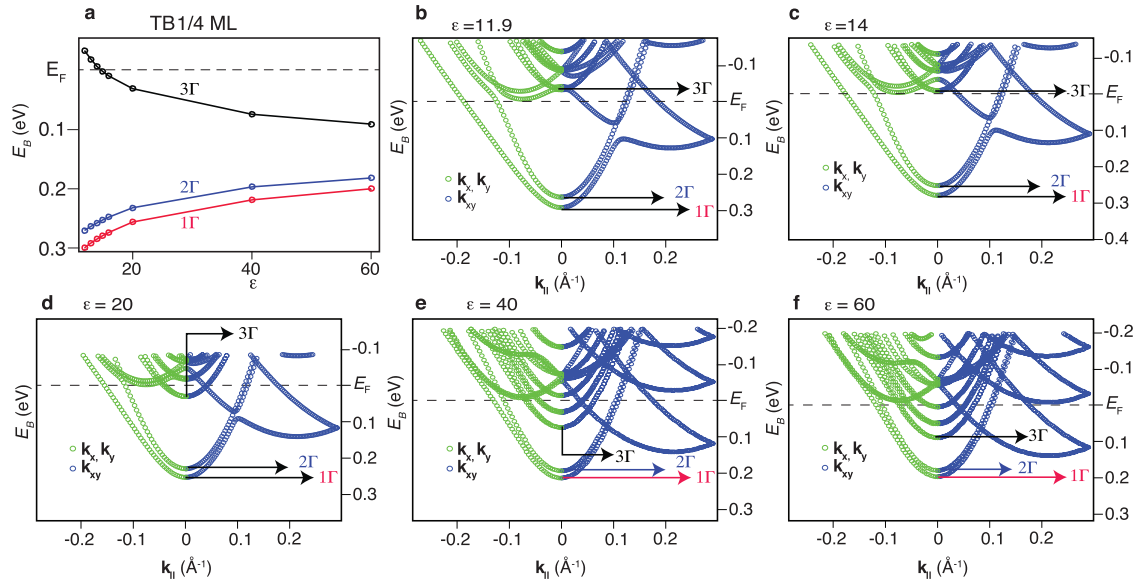 a TB1/4 ML
E_F
0.1
0.2
0.3
E_B (eV)
3Γ
2Γ
1Γ
20 40 60
ε
b ε=11.9
-0.1
E_F
0.1
0.2
0.3
E_B (eV)
3Γ
2Γ
1Γ
k_x, k_y
k_xy
-0.2 -0.1 0 0.1 0.2
k_|| (Å⁻¹)
c ε=14
-0.1
E_F
0.1
0.2
0.3
0.4
E_B (eV)
3Γ
2Γ
1Γ
k_x, k_y
k_xy
-0.2 -0.1 0 0.1 0.2
k_|| (Å⁻¹)
d ε = 20
-0.1
E_F
0.1
0.2
0.3
E_B (eV)
3Γ
2Γ
1Γ
k_x, k_y
k_xy
-0.2 -0.1 0 0.1 0.2
k_|| (Å⁻¹)
e ε = 40
-0.2
-0.1
E_F
0.1
0.2
0.3
E_B (eV)
3Γ
2Γ
1Γ
k_x, k_y
k_xy
-0.2 -0.1 0 0.1 0.2
k_|| (Å⁻¹)
f ε = 60
-0.2
-0.1
E_F
0.1
0.2
0.3
E_B (eV)
3Γ
2Γ
1Γ
k_x, k_y
k_xy
-0.2 -0.1 0 0.1 0.2
k_|| (Å⁻¹)